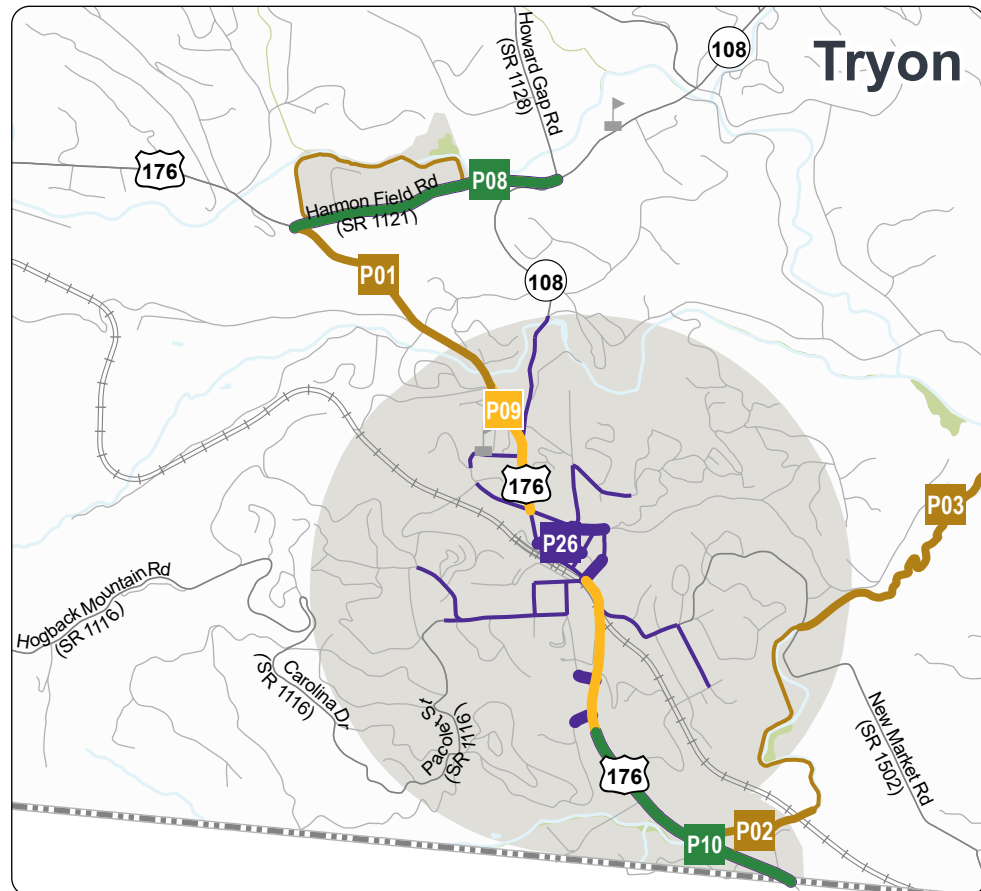 Tryon
108
Howard Gap Rd
(SR 1128)
176
P08
Harmon Field Rd
(SR 1121)
P01
108
P09
176
P03
P26
Hogback Mountain Rd
(SR 1116)
Carolina Dr
(SR 1116)
Pacolet St
(SR 1116)
New Market Rd
(SR 1502)
176
P02
P10